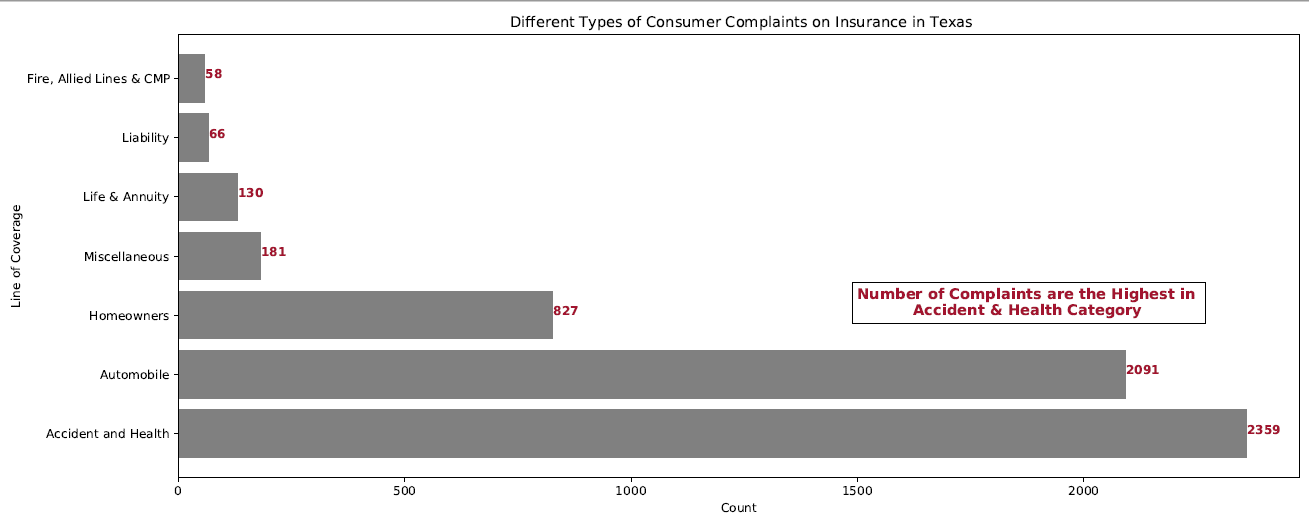 Different Types of Consumer Complaints on Insurance in Texas
Fire, Allied Lines & CMP
58
Liability
66
Life & Annuity
130
Miscellaneous
181
Homeowners
827
Automobile
2091
Accident and Health
2359
Number of Complaints are the Highest in
Accident & Health Category
Line of Coverage
0
500
1000
1500
2000
Count